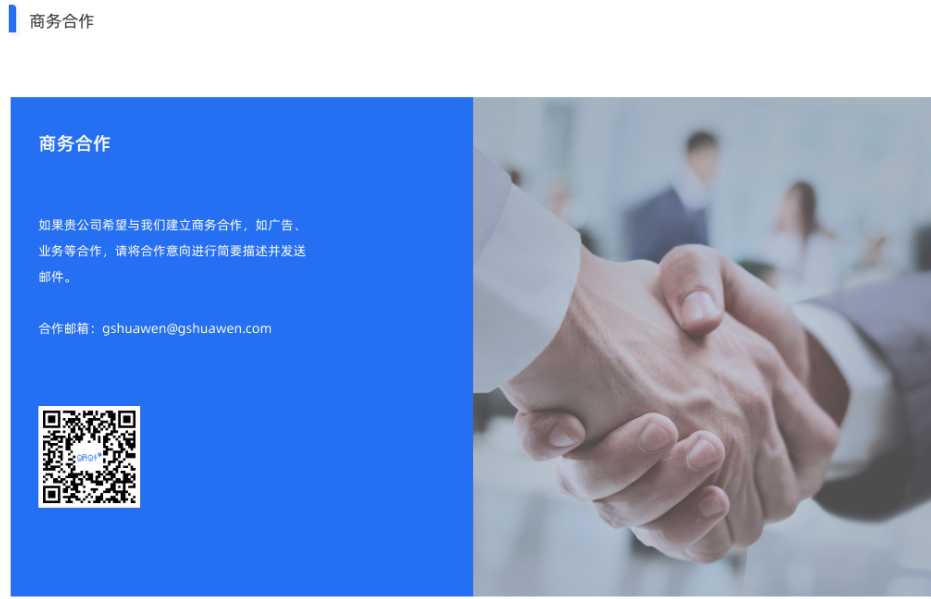 商务合作
商务合作
如果贵公司希望与我们建立商务合作，如广告、
业务等合作，请将合作意向进行简要描述并发送
邮件。
合作邮箱：gshuawen@gshuawen.com